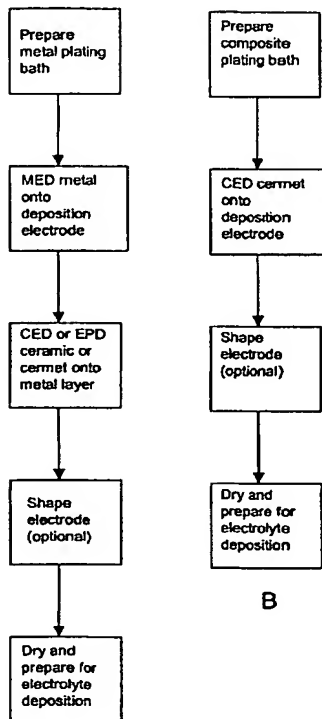 Prepare
metal plating
bath
MED metal
onto
deposition
electrode
CED or EPD
ceramic or
cermet onto
metal layer
Shape
electrode
(optional)
Dry and
prepare for
electrolyte
deposition
Prepare
composite
plating bath
CED cermet
onto
deposition
electrode
Shape
electrode
(optional)
Dry and
prepare for
electrolyte
deposition
B